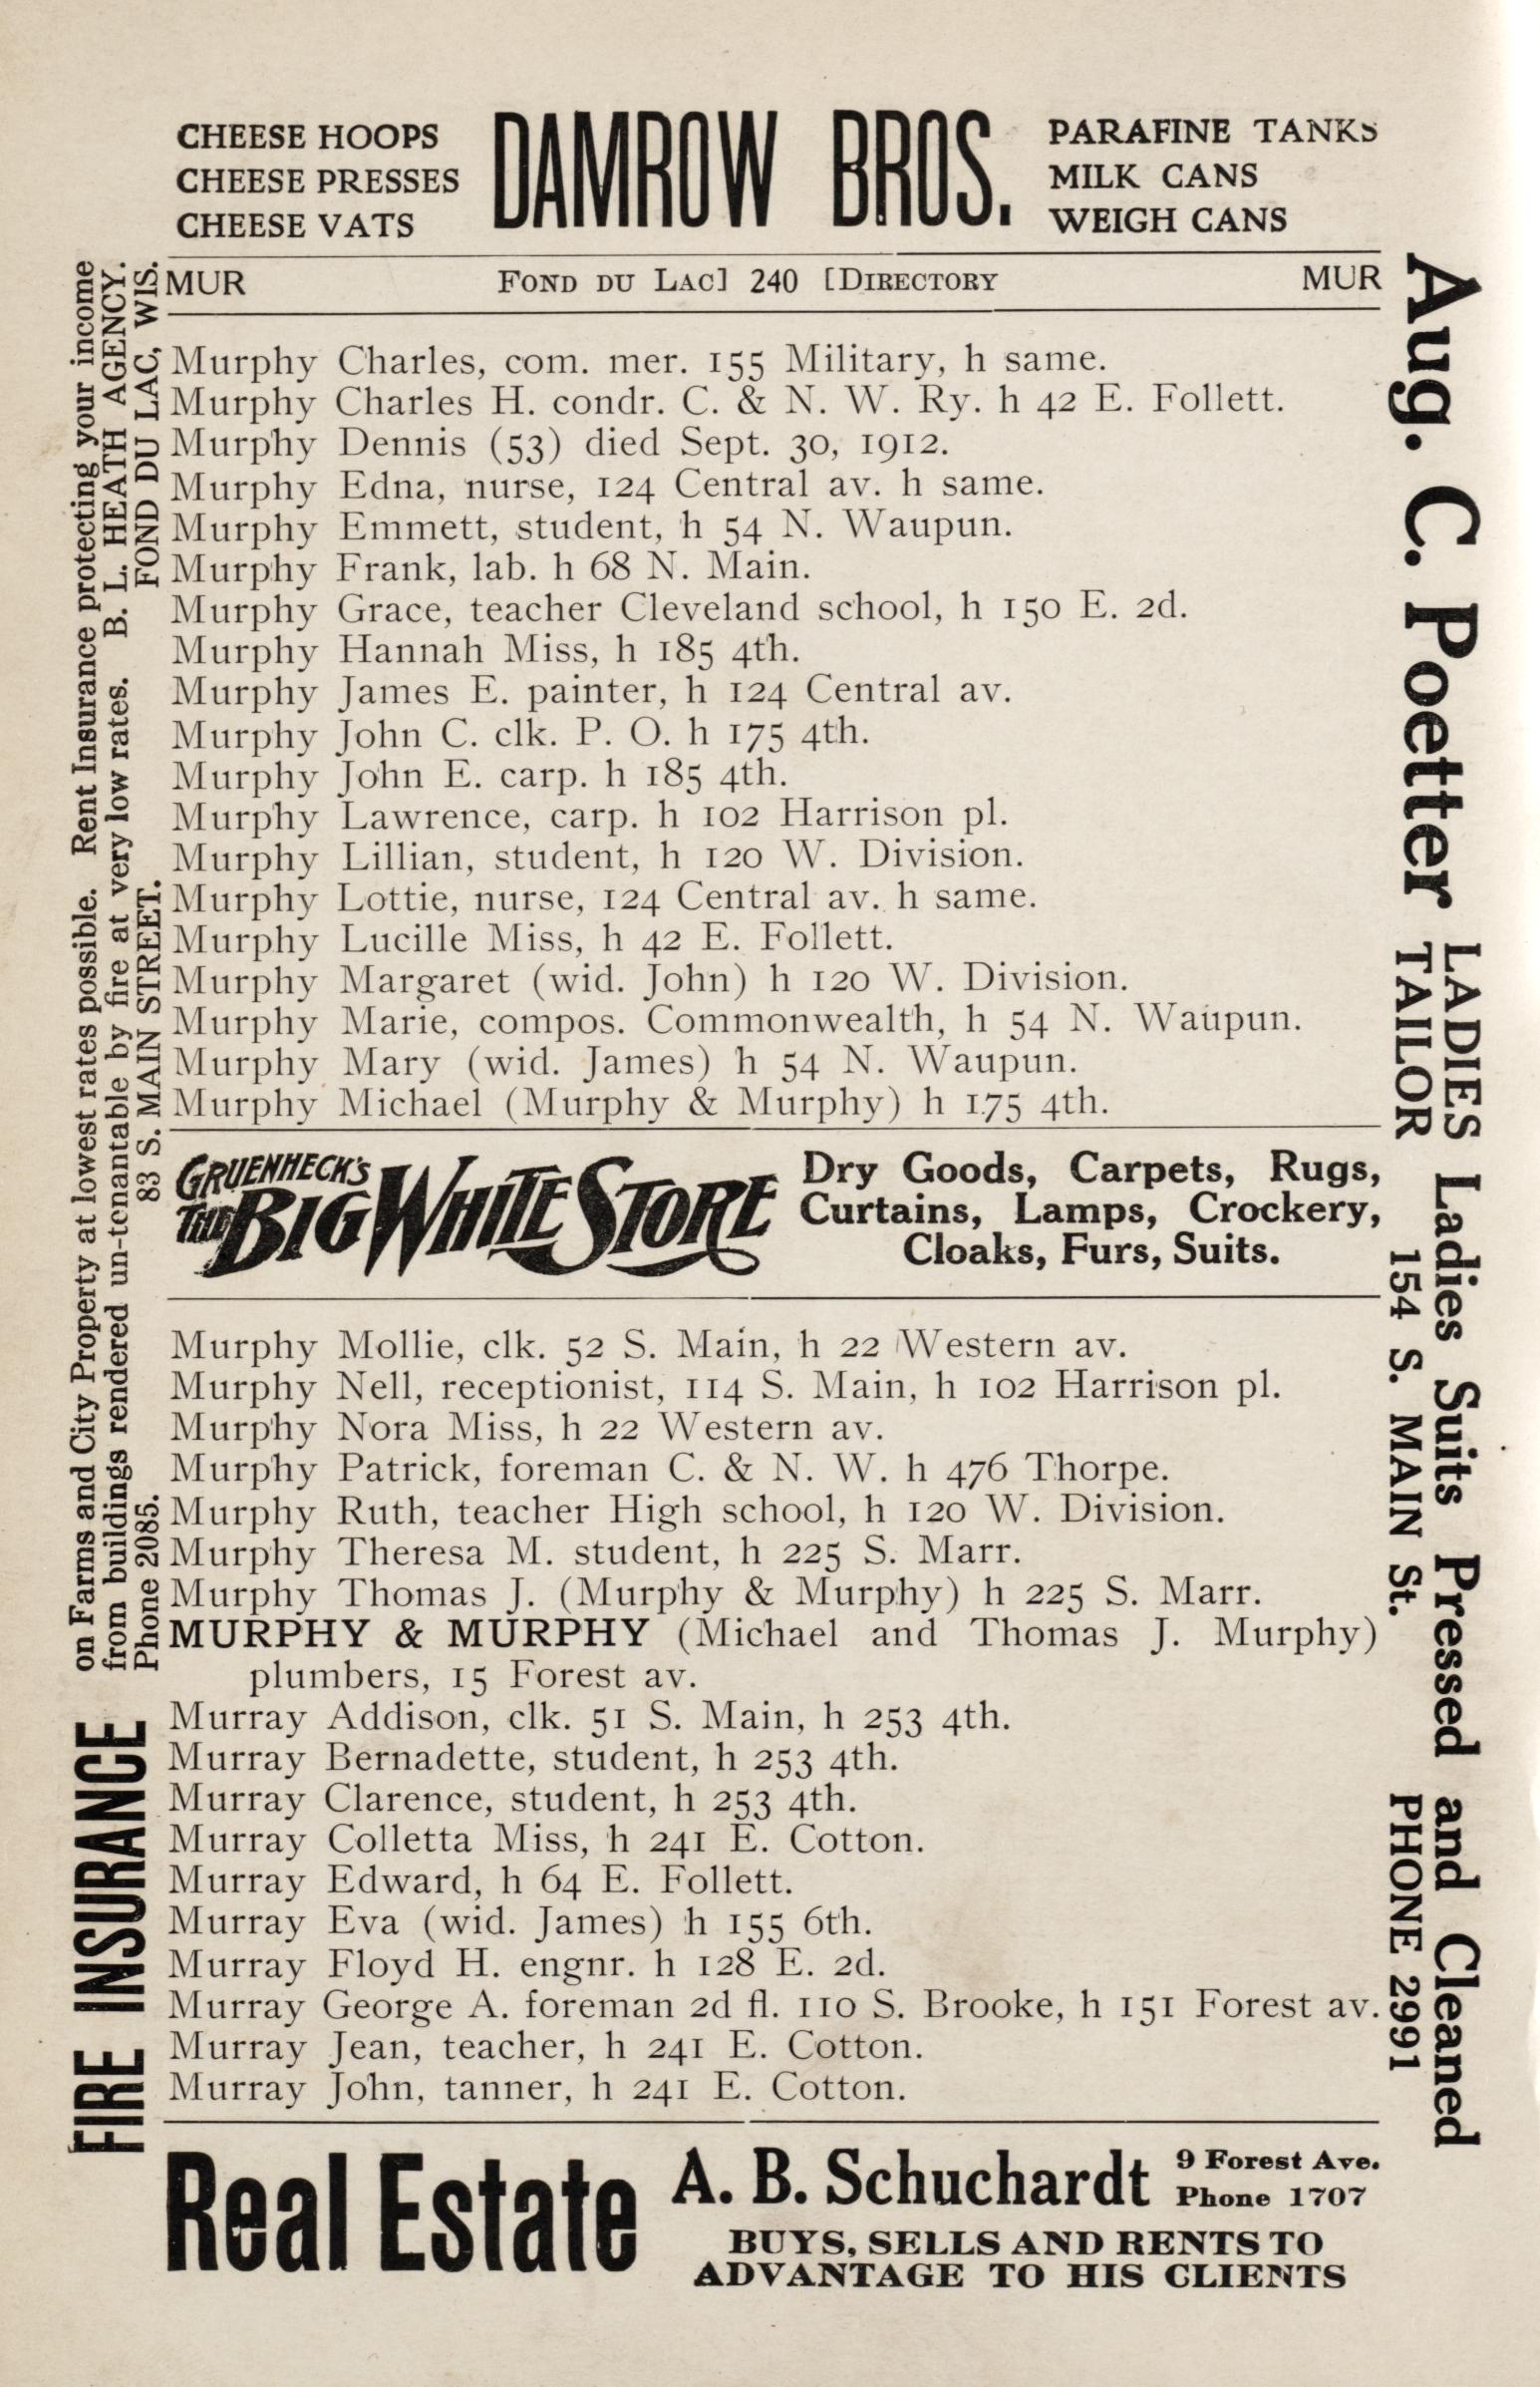 CHEESE HOOPS
CHEESE PRESSES
CHEESE VATS
DAMROW BROS.
PARAFINE TANKS
MILK CANS
WEIGH CANS
MUR
FOND DU LAC] 240 [DIRECTORY
MUR
Murphy Charles, com. mer. 155 Military, h same.
Murphy Charles H. condr. C. & N. W. Ry. h 42 E. Follett.
Murphy Dennis (53) died Sept. 30, 1912.
Murphy Edna, nurse, 124 Central av. h same.
Murphy Emmett, student, h 54 N. Waupun.
Murphy Frank, lab. h 68 N. Main.
Murphy Grace, teacher Cleveland school, h 150 E. 2d.
Murphy Hannah Miss, h 185 4th.
Murphy James E. painter, h 124 Central av.
Murphy John C. clk. P. O. h 175 4th.
Murphy John E. carp. h 185 4th.
Murphy Lawrence, carp. h 102 Harrison pl.
Murphy Lillian, student, h 120 W. Division.
Murphy Lottie, nurse, 124 Central av. h same.
Murphy Lucille Miss, h 42 E. Follett.
Murphy Margaret (wid. John) h 120 W. Division.
Murphy Marie, compos. Commonwealth, h 54 N. Waupun.
Murphy Mary (wid. James) h 54 N. Waupun.
Murphy Michael (Murphy & Murphy) h 175 4th.
GRUENHECK'S
THE BIG WHITE STORE
Dry Goods, Carpets, Rugs,
Curtains, Lamps, Crockery,
Cloaks, Furs, Suits.
Murphy Mollie, clk. 52 S. Main, h 22 Western av.
Murphy Nell, receptionist, 114 S. Main, h 102 Harrison pl.
Murphy Nora Miss, h 22 Western av.
Murphy Patrick, foreman C. & N. W. h 476 Thorpe.
Murphy Ruth, teacher High school, h 120 W. Division.
Murphy Theresa M. student, h 225 S. Marr.
Murphy Thomas J. (Murphy & Murphy) h 225 S. Marr.
MURPHY & MURPHY (Michael and Thomas J. Murphy)
plumbers, 15 Forest av.
Murray Addison, clk. 51 S. Main, h 253 4th.
Murray Bernadette, student, h 253 4th.
Murray Clarence, student, h 253 4th.
Murray Colletta Miss, h 241 E. Cotton.
Murray Edward, h 64 E. Follett.
Murray Eva (wid. James) h 155 6th.
Murray Floyd H. engnr. h 128 E. 2d.
Murray George A. foreman 2d fl. 110 S. Brooke, h 151 Forest av.
Murray Jean, teacher, h 241 E. Cotton.
Murray John, tanner, h 241 E. Cotton.
Real Estate
A. B. Schuchardt
9 Forest Ave.
Phone 1707
BUYS, SELLS AND RENTS TO
ADVANTAGE TO HIS CLIENTS
FIRE INSURANCE
on Farms and City Property at lowest rates possible. Rent Insurance protecting your income
from buildings rendered un-tenantable by fire at very low rates. B. L. HEATH AGENCY.
Phone 2085. 83 S. MAIN STREET. FOND DU LAC, WIS.
Aug. C. Poetter
LADIES
TAILOR
Ladies Suits Pressed and Cleaned
154 S. MAIN St. PHONE 2991